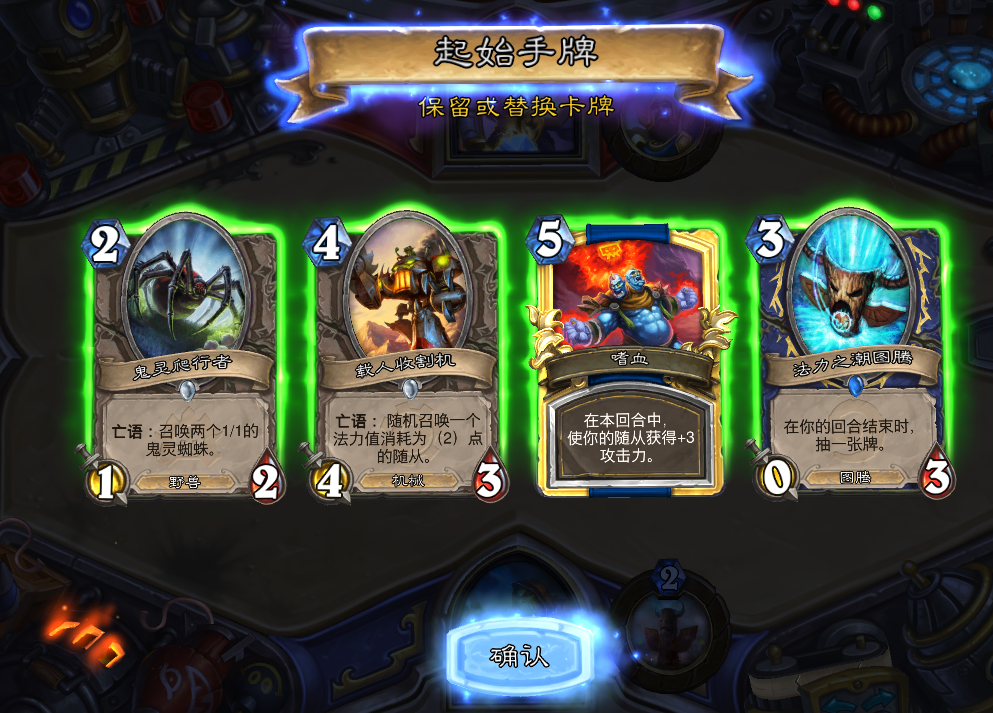 起始手牌
保留或替换卡牌
2
4
5
3
鬼灵爬行者
载人收割机
嗜血
法力之潮图腾
亡语：召唤两个1/1的
鬼灵蜘蛛。
亡语：随机召唤一个
法力值消耗为（2）点
的随从。
在本回合中，
使你的随从获得+3
攻击力。
在你的回合结束时，
抽一张牌。
1
野兽
2
4
机械
3
0
图腾
3
2
确认